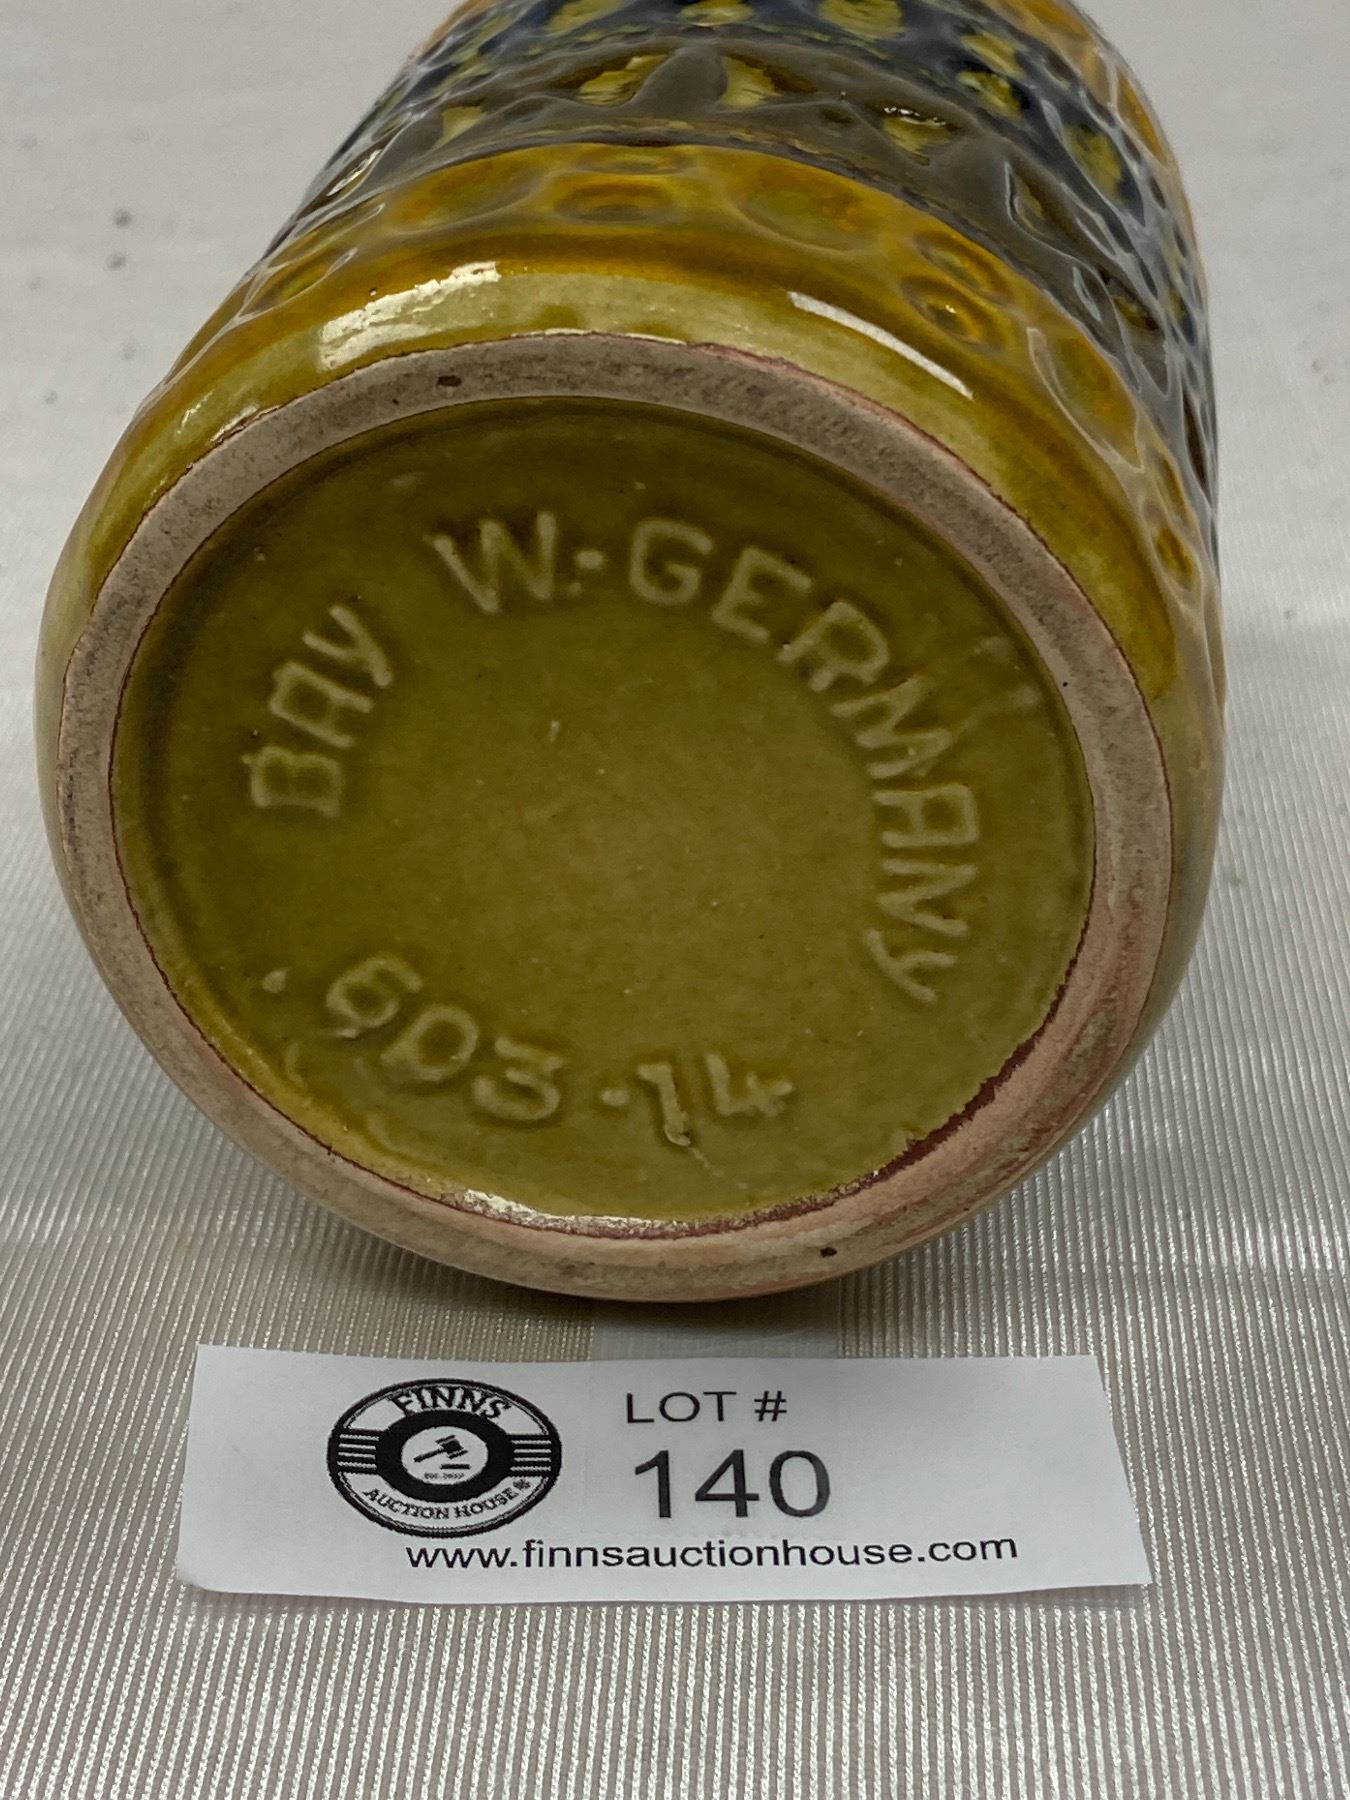 BAY W·GERMANY
603·14
FINNS
AUCTION HOUSE
LOT #
140
www.finnsauctionhouse.com